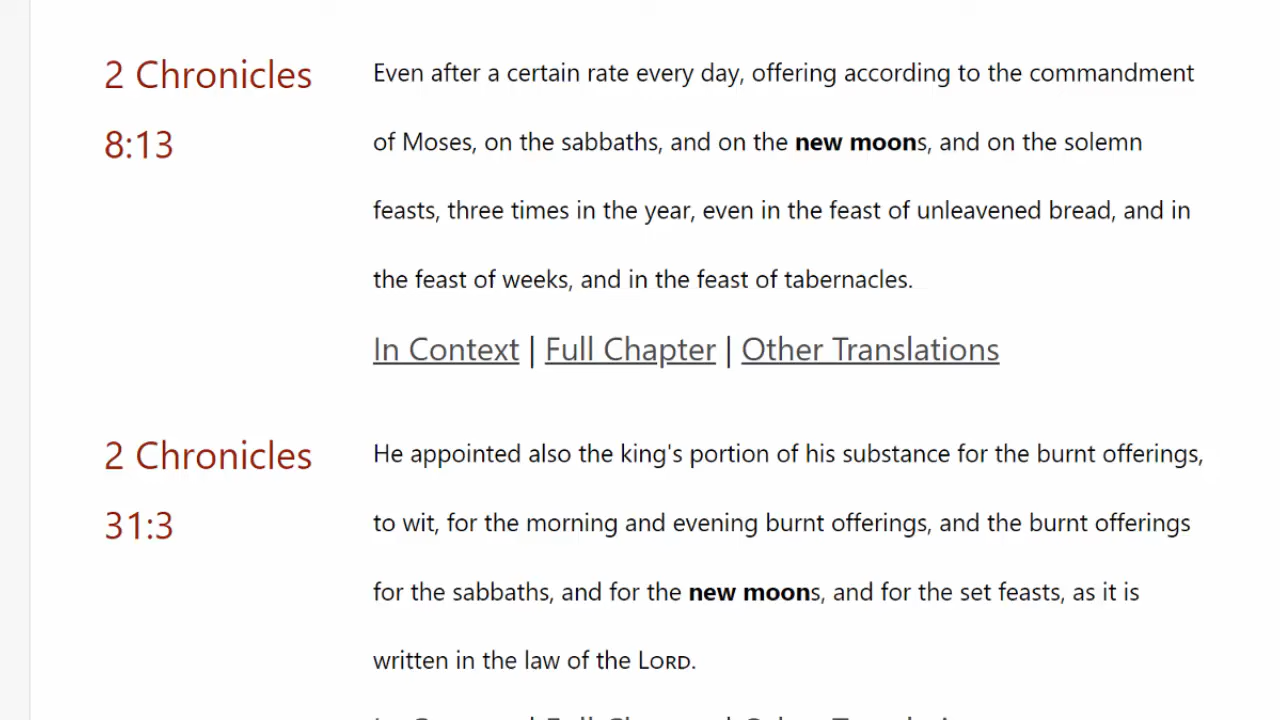 2 Chronicles
8:13
Even after a certain rate every day, offering according to the commandment
of Moses, on the sabbaths, and on the new moons, and on the solemn
feasts, three times in the year, even in the feast of unleavened bread, and in
the feast of weeks, and in the feast of tabernacles.
In Context | Full Chapter | Other Translations
2 Chronicles
31:3
He appointed also the king's portion of his substance for the burnt offerings,
to wit, for the morning and evening burnt offerings, and the burnt offerings
for the sabbaths, and for the new moons, and for the set feasts, as it is
written in the law of the LORD.